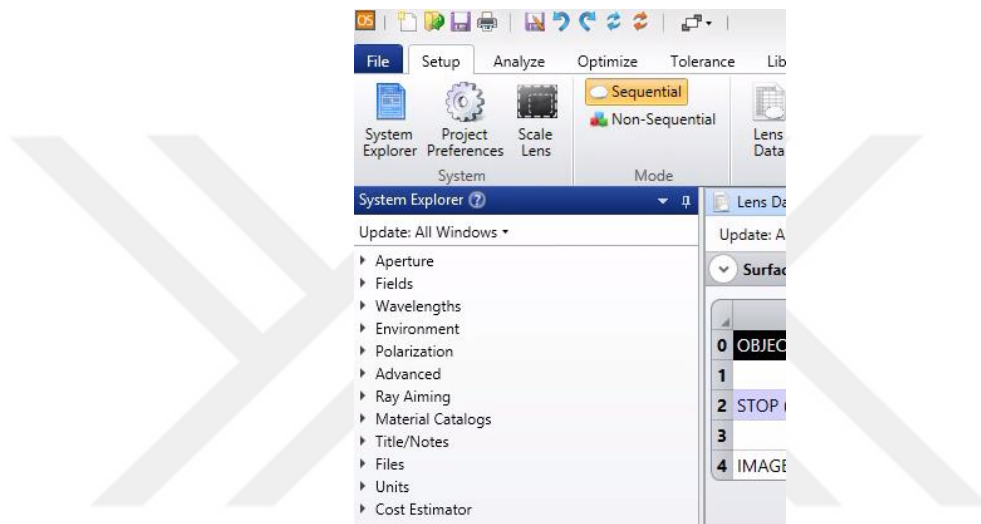 OS
File Setup Analyze Optimize Tolerance Lib
System Explorer Project Preferences Scale Lens
Sequential
Non-Sequential
Lens Data
System Mode
System Explorer ? Lens Da
Update: All Windows Update: A
Aperture
Surfac
Fields
Wavelengths
Environment
0 OBJEC
Polarization
Advanced
1
Ray Aiming
2 STOP (
Material Catalogs
Title/Notes
3
Files
4 IMAGE
Units
Cost Estimator